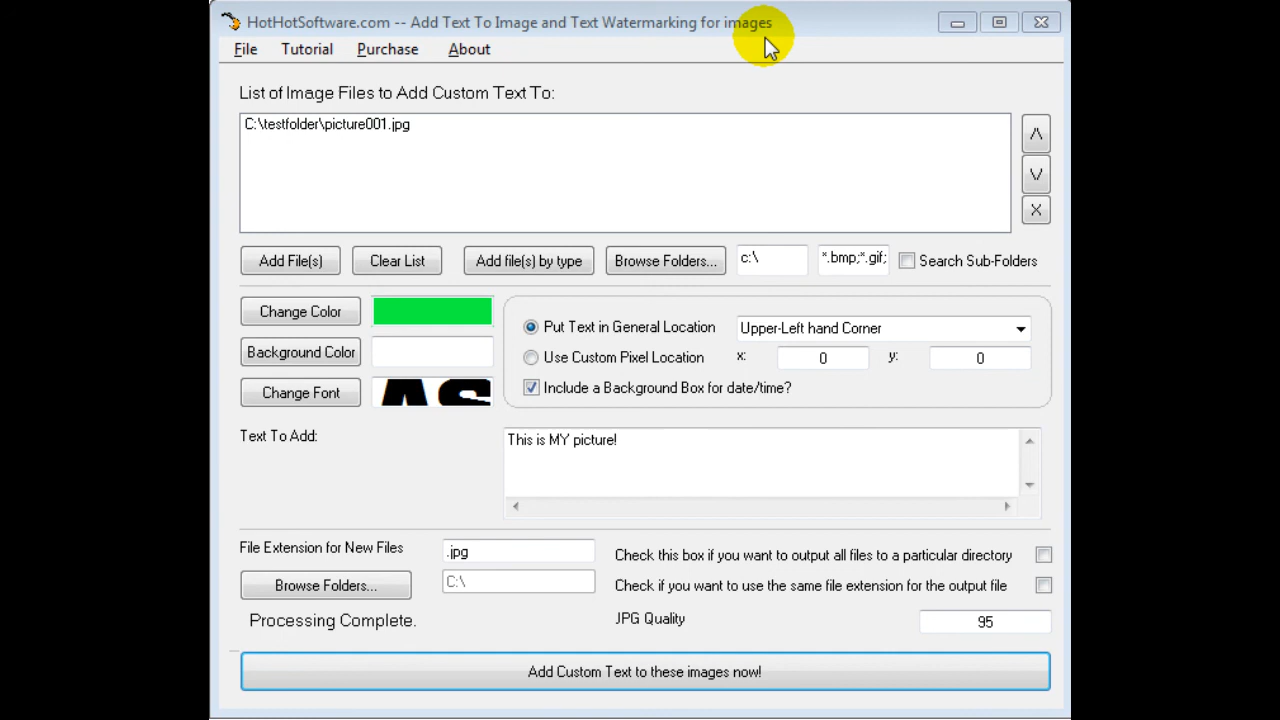 HotHotSoftware.com -- Add Text To Image and Text Watermarking for images
File Tutorial Purchase About
List of Image Files to Add Custom Text To:
C:\testfolder\picture001.jpg
/\
\/
X
Add File(s) Clear List Add file(s) by type Browse Folders... c:\ *.bmp;*.gif; Search Sub-Folders
Change Color
Put Text in General Location Upper-Left hand Corner
Background Color
Use Custom Pixel Location x: 0 y: 0
Change Font AS
Include a Background Box for date/time?
Text To Add:
This is MY picture!
File Extension for New Files .jpg Check this box if you want to output all files to a particular directory
Browse Folders... C:\ Check if you want to use the same file extension for the output file
Processing Complete. JPG Quality 95
Add Custom Text to these images now!